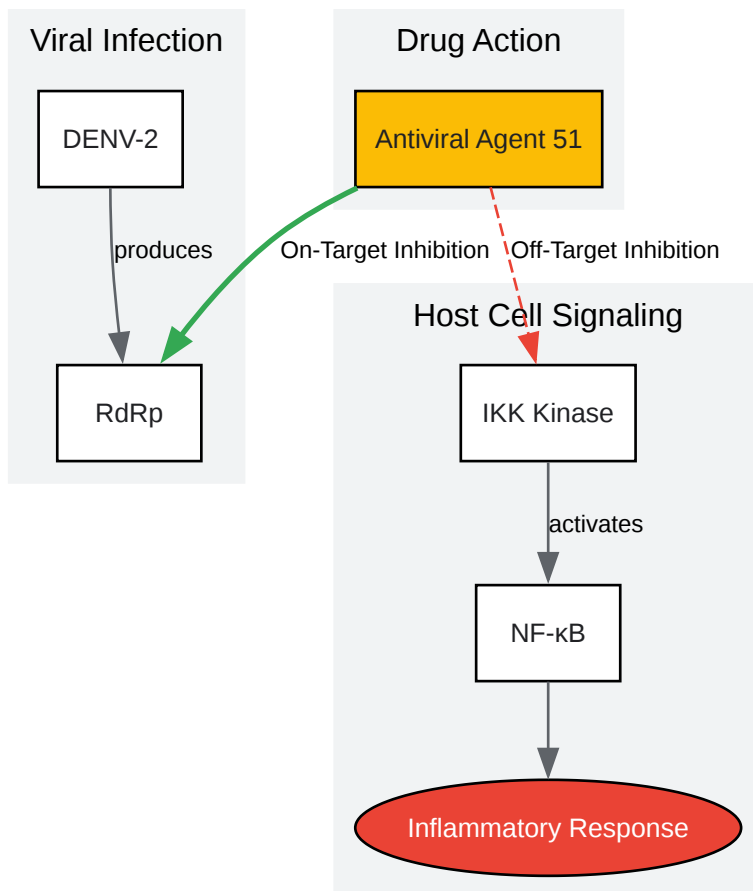 Viral Infection
Drug Action
DENV-2
Antiviral Agent 51
produces
On-Target Inhibition
Off-Target Inhibition
Host Cell Signaling
RdRp
IKK Kinase
activates
NF-κB
Inflammatory Response